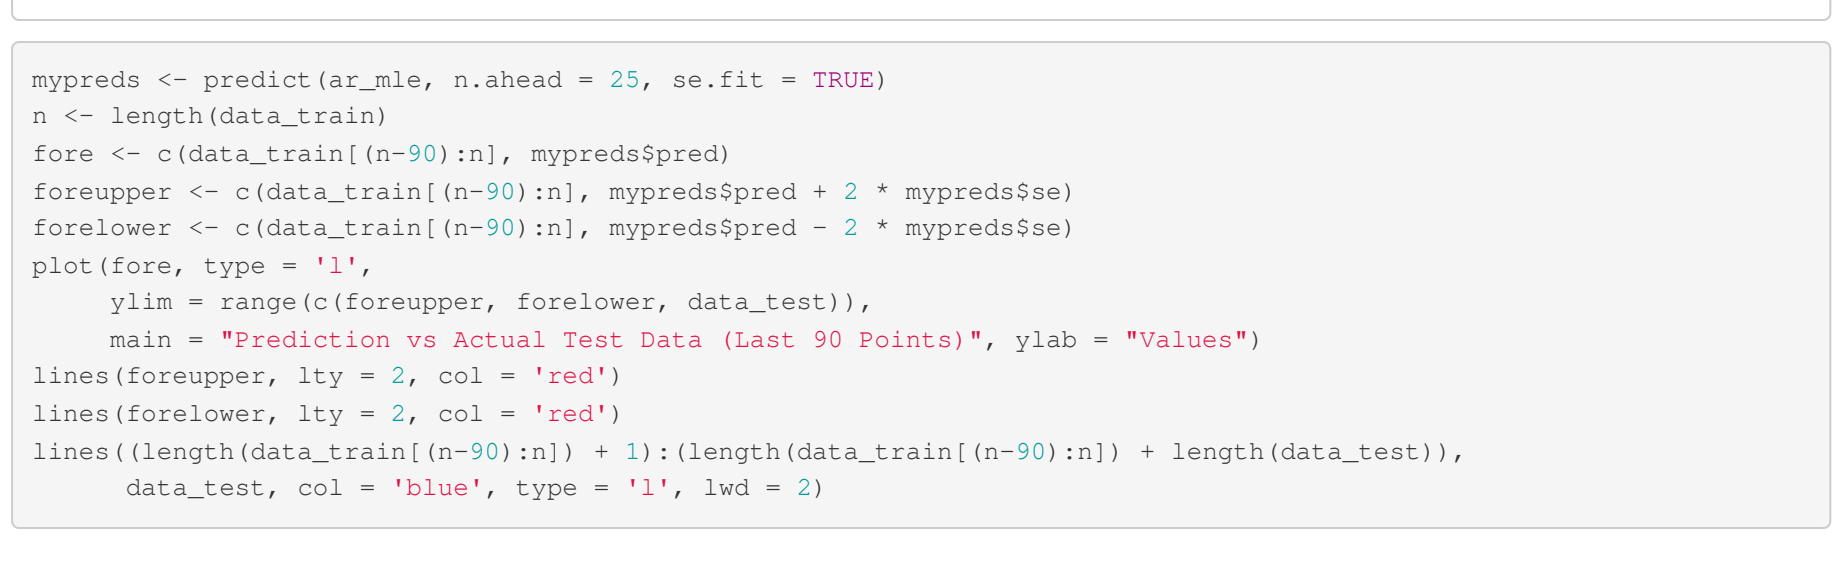 mypreds <- predict(ar_mle, n.ahead = 25, se.fit = TRUE)
n <- length(data_train)
fore <- c(data_train[(n-90):n], mypreds$pred)
foreupper <- c(data_train[(n-90):n], mypreds$pred + 2 * mypreds$se)
forelower <- c(data_train[(n-90):n], mypreds$pred - 2 * mypreds$se)
plot(fore, type = 'l',
     ylim = range(c(foreupper, forelower, data_test)),
     main = "Prediction vs Actual Test Data (Last 90 Points)", ylab = "Values")
lines(foreupper, lty = 2, col = 'red')
lines(forelower, lty = 2, col = 'red')
lines((length(data_train[(n-90):n]) + 1):(length(data_train[(n-90):n]) + length(data_test)),
      data_test, col = 'blue', type = 'l', lwd = 2)